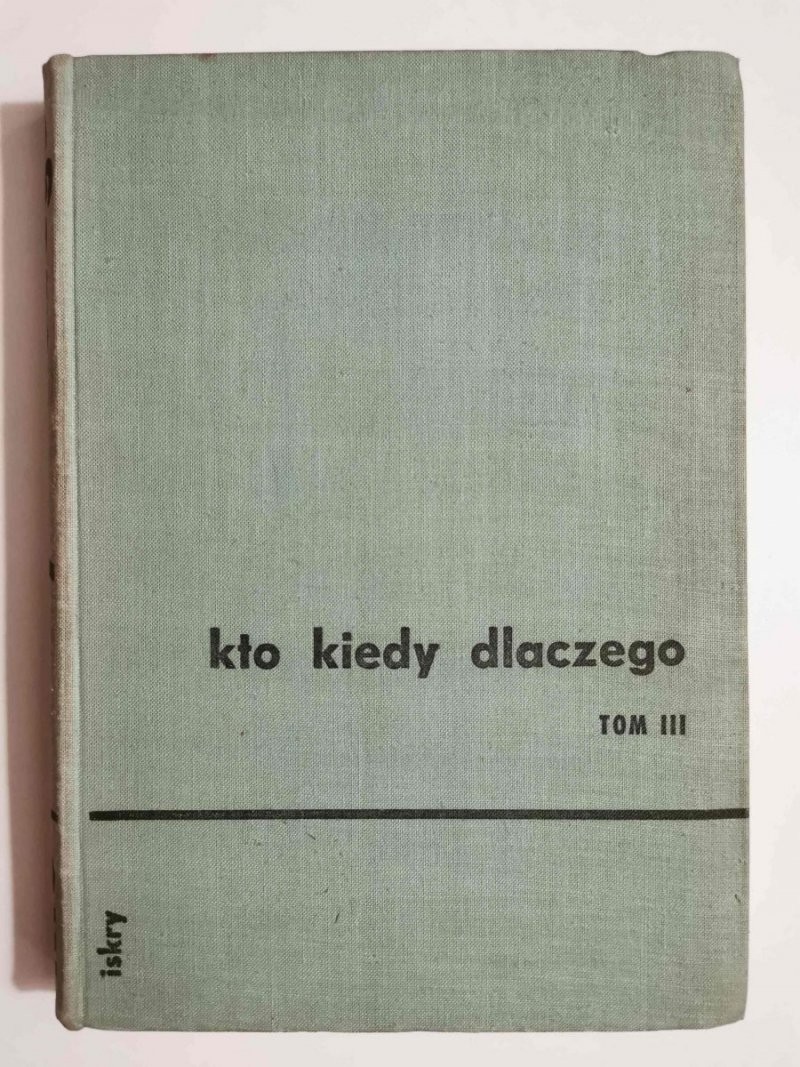 kto kiedy dlaczego
TOM III
iskry